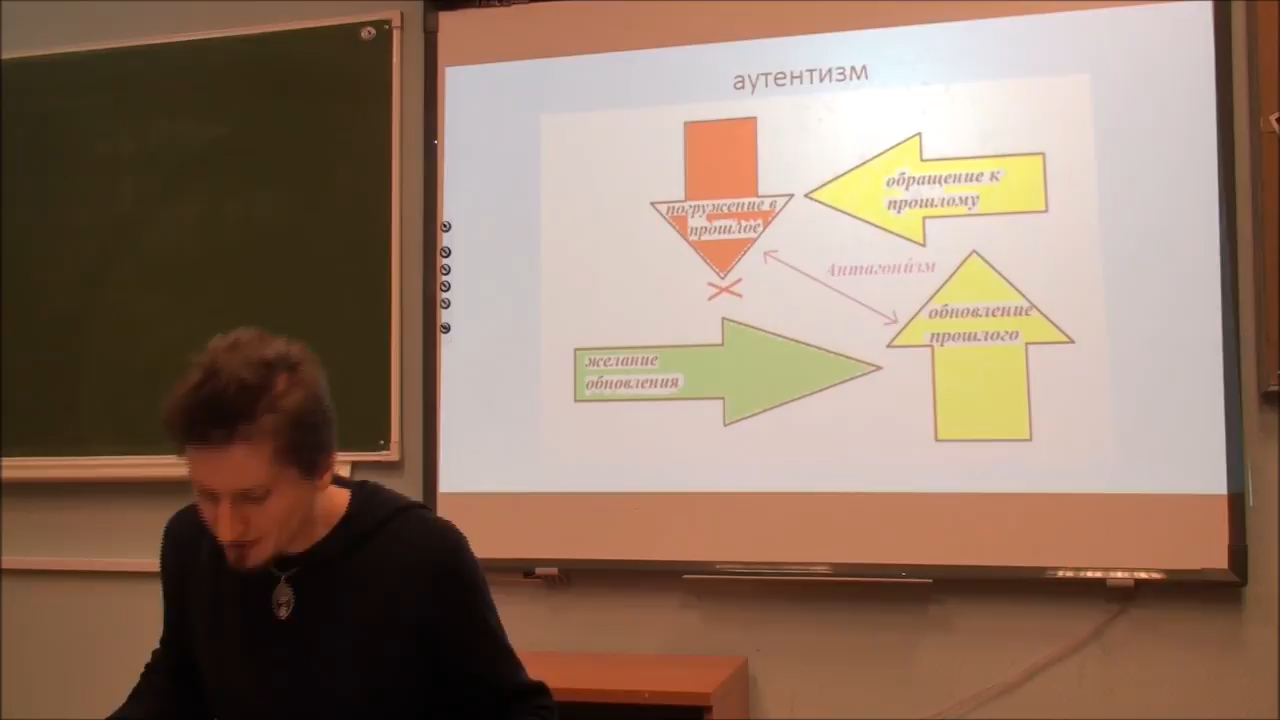 аутентизм
погружение в
прошлое
обращение к
прошлому
Антагонизм
обновление
прошлого
желание
обновления